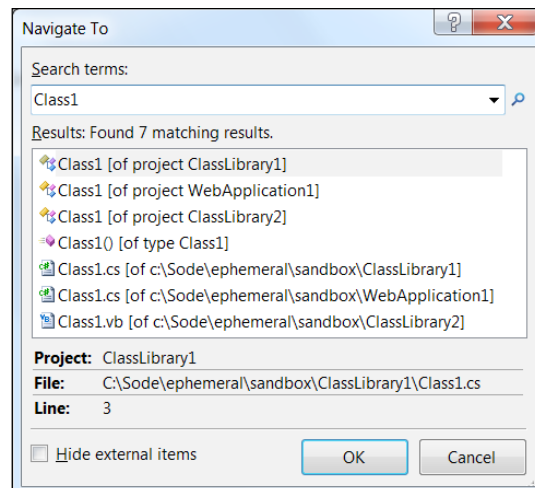 Navigate To
Search terms:
Class1
Results: Found 7 matching results.
Class1 [of project ClassLibrary1]
Class1 [of project WebApplication1]
Class1 [of project ClassLibrary2]
Class1() [of type Class1]
Class1.cs [of c:\Sode\ephemeral\sandbox\ClassLibrary1]
Class1.cs [of c:\Sode\ephemeral\sandbox\WebApplication1]
Class1.vb [of c:\Sode\ephemeral\sandbox\ClassLibrary2]
Project: ClassLibrary1
File: C:\Sode\ephemeral\sandbox\ClassLibrary1\Class1.cs
Line: 3
Hide external items
OK
Cancel